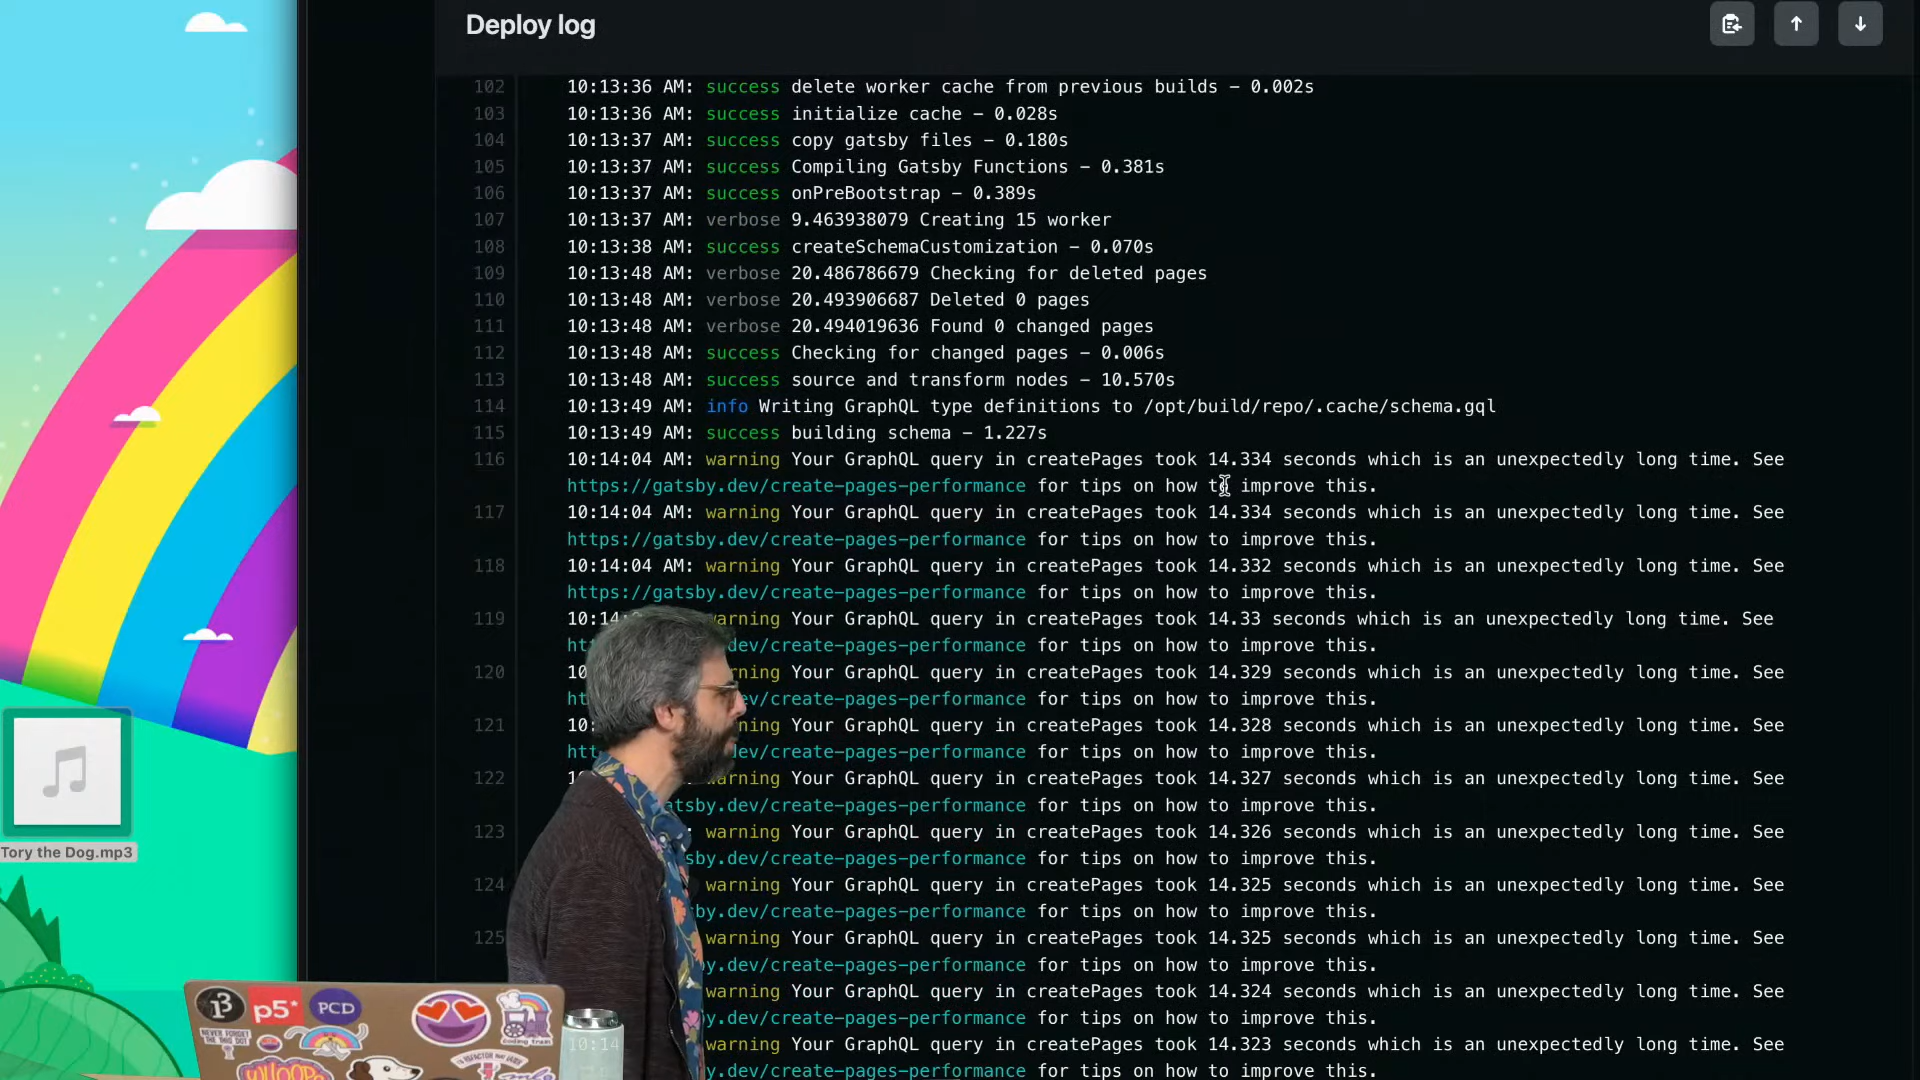 Deploy log
102 10:13:36 AM: success delete worker cache from previous builds – 0.002s
103 10:13:36 AM: success initialize cache – 0.028s
104 10:13:37 AM: success copy gatsby files – 0.180s
105 10:13:37 AM: success Compiling Gatsby Functions – 0.381s
106 10:13:37 AM: success onPreBootstrap – 0.389s
107 10:13:37 AM: verbose 9.463938079 Creating 15 worker
108 10:13:38 AM: success createSchemaCustomization – 0.070s
109 10:13:48 AM: verbose 20.486786679 Checking for deleted pages
110 10:13:48 AM: verbose 20.493906687 Deleted 0 pages
111 10:13:48 AM: verbose 20.494019636 Found 0 changed pages
112 10:13:48 AM: success Checking for changed pages – 0.006s
113 10:13:48 AM: success source and transform nodes – 10.570s
114 10:13:49 AM: info Writing GraphQL type definitions to /opt/build/repo/.cache/schema.gql
115 10:13:49 AM: success building schema – 1.227s
116 10:14:04 AM: warning Your GraphQL query in createPages took 14.334 seconds which is an unexpectedly long time. See
https://gatsby.dev/create-pages-performance for tips on how to improve this.
117 10:14:04 AM: warning Your GraphQL query in createPages took 14.334 seconds which is an unexpectedly long time. See
https://gatsby.dev/create-pages-performance for tips on how to improve this.
118 10:14:04 AM: warning Your GraphQL query in createPages took 14.332 seconds which is an unexpectedly long time. See
https://gatsby.dev/create-pages-performance for tips on how to improve this.
119 10:14: warning Your GraphQL query in createPages took 14.33 seconds which is an unexpectedly long time. See
ht /create-pages-performance for tips on how to improve this.
120 10 rning Your GraphQL query in createPages took 14.329 seconds which is an unexpectedly long time. See
ht ev/create-pages-performance for tips on how to improve this.
121 10: ning Your GraphQL query in createPages took 14.328 seconds which is an unexpectedly long time. See
htt dev/create-pages-performance for tips on how to improve this.
122 10 warning Your GraphQL query in createPages took 14.327 seconds which is an unexpectedly long time. See
atsby.dev/create-pages-performance for tips on how to improve this.
123 : warning Your GraphQL query in createPages took 14.326 seconds which is an unexpectedly long time. See
sby.dev/create-pages-performance for tips on how to improve this.
124 warning Your GraphQL query in createPages took 14.325 seconds which is an unexpectedly long time. See
sby.dev/create-pages-performance for tips on how to improve this.
125 warning Your GraphQL query in createPages took 14.325 seconds which is an unexpectedly long time. See
y.dev/create-pages-performance for tips on how to improve this.
warning Your GraphQL query in createPages took 14.324 seconds which is an unexpectedly long time. See
y.dev/create-pages-performance for tips on how to improve this.
10:14 warning Your GraphQL query in createPages took 14.323 seconds which is an unexpectedly long time. See
y.dev/create-pages-performance for tips on how to improve this.
Tory the Dog.mp3
p5*
PCD
NEVER FORGET
THIS DOT
coding train
WHOOPS